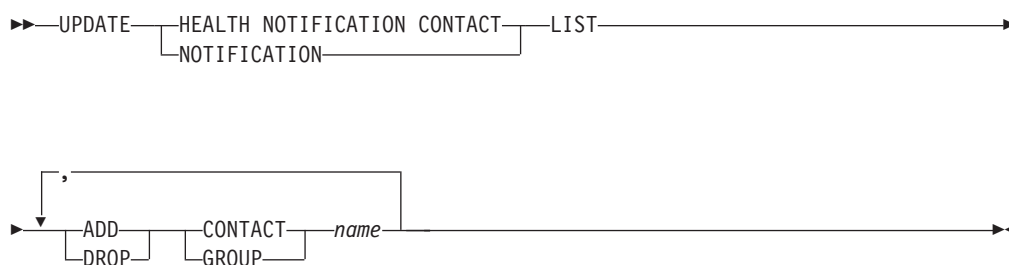 UPDATE HEALTH NOTIFICATION CONTACT LIST
NOTIFICATION
,
ADD CONTACT name
DROP GROUP